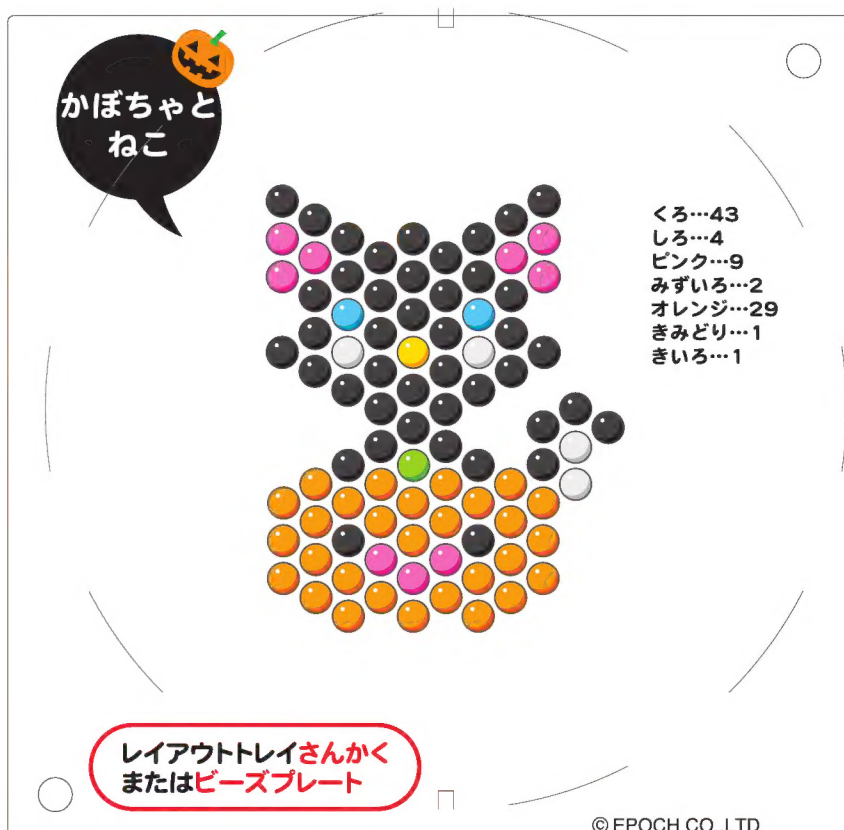 かぼちゃと
ねこ
くろ…43
しろ…4
ピンク…9
みずいろ…2
オレンジ…29
きみどり…1
きいろ…1
レイアウトトレイさんかく
またはビーズプレート
© EPOCH CO.,LTD.